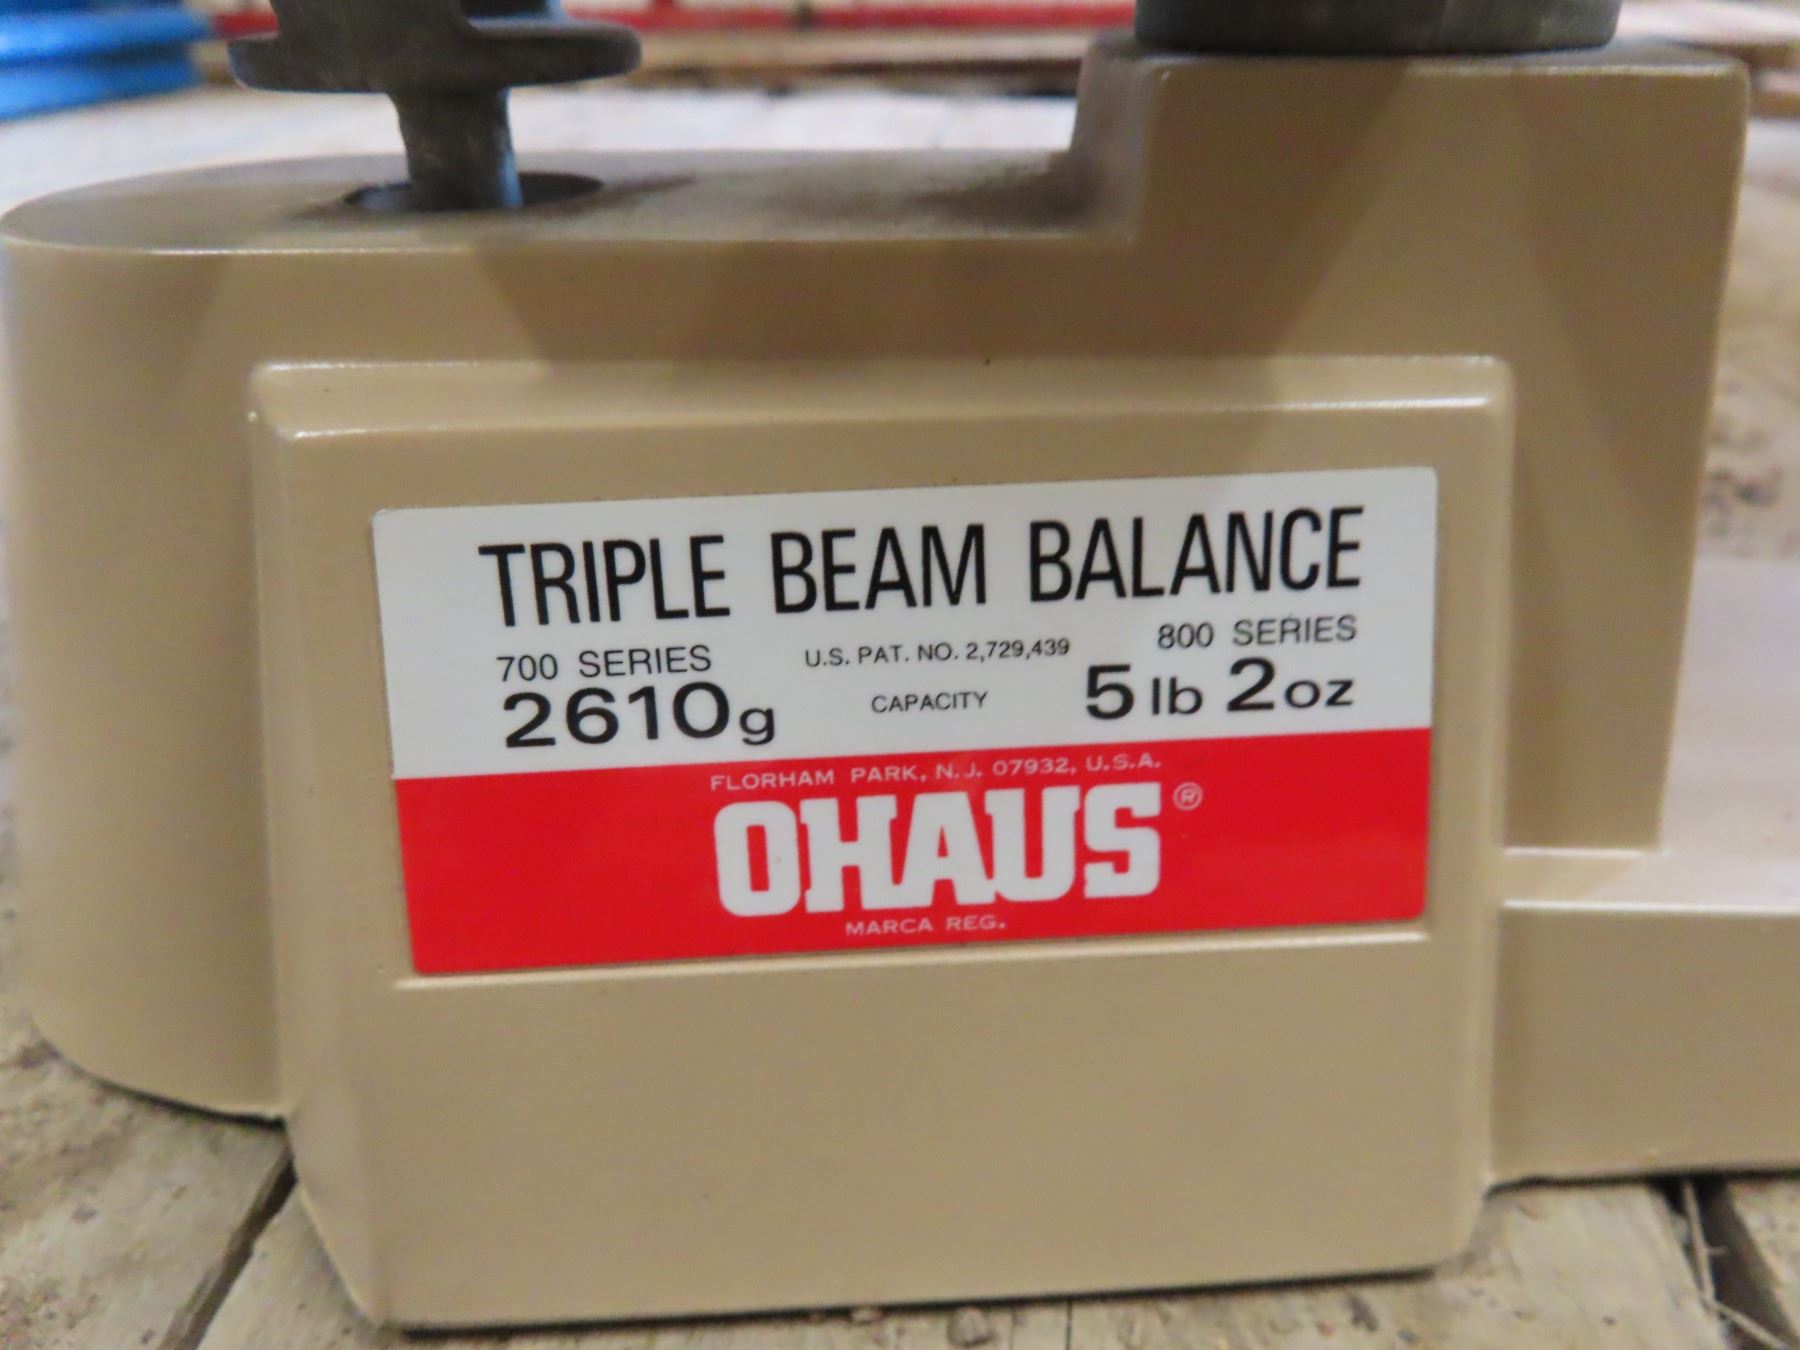 TRIPLE BEAM BALANCE
700 SERIES U.S. PAT. NO. 2,729,439 800 SERIES
2610g CAPACITY 5 lb 2 oz
FLORHAM PARK, N.J. 07932, U.S.A.
OHAUS®
MARCA REG.